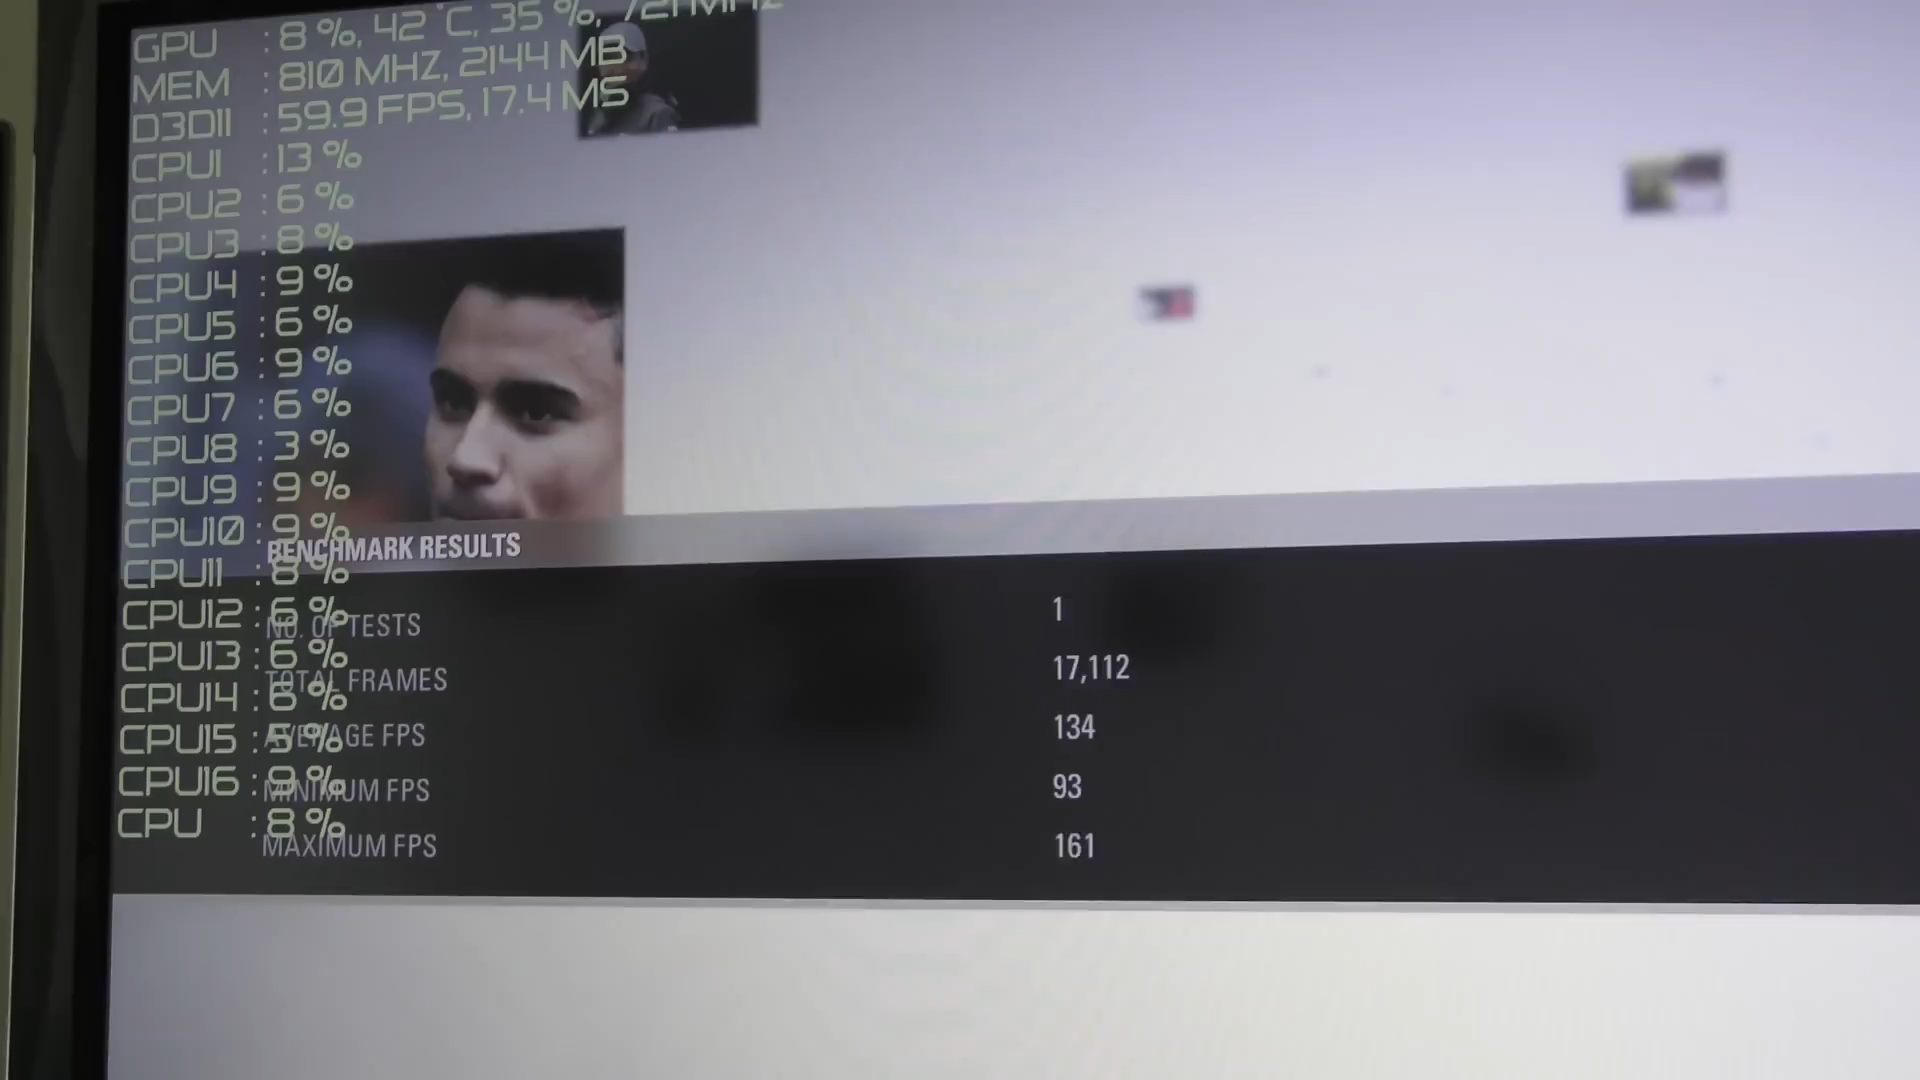 GPU : 8 %, 42 °C, 35 %, 721 MHZ
MEM : 810 MHZ, 2144 MB
D3D11 : 59.9 FPS, 17.4 MS
CPU1 : 13 %
CPU2 : 6 %
CPU3 : 8 %
CPU4 : 9 %
CPU5 : 6 %
CPU6 : 9 %
CPU7 : 6 %
CPU8 : 3 %
CPU9 : 9 %
CPU10 : 9 %
BENCHMARK RESULTS
CPU11 : 8 %
CPU12 : 6 %
NO. OF TESTS 1
CPU13 : 6 %
TOTAL FRAMES 17,112
CPU14 : 6 %
CPU15 : 5 %
AVERAGE FPS 134
CPU16 : 9 %
MINIMUM FPS 93
CPU : 8 %
MAXIMUM FPS 161